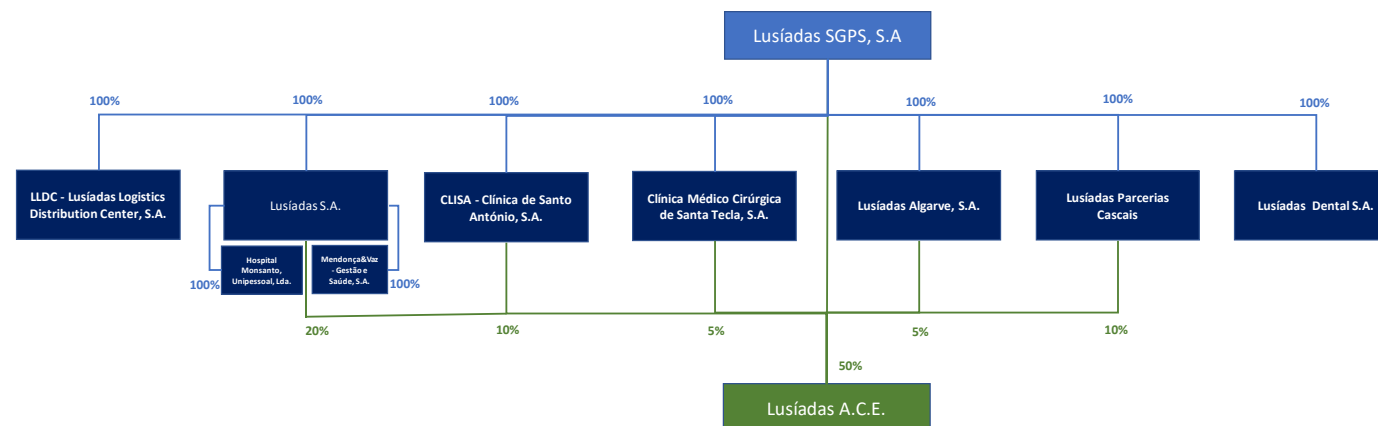 Lusíadas SGPS, S.A
100%
100%
100%
100%
100%
100%
100%
LLDC - Lusíadas Logistics
Distribution Center, S.A.
Lusíadas S.A.
CLISA - Clínica de Santo
António, S.A.
Clínica Médico Cirúrgica
de Santa Tecla, S.A.
Lusíadas Algarve, S.A.
Lusíadas Parcerias
Cascais
Lusíadas Dental S.A.
Hospital
Monsanto,
Unipessoal, Lda.
Mendonça&Vaz
- Gestão e
Saúde, S.A.
100%
100%
20%
10%
5%
5%
10%
50%
Lusíadas A.C.E.